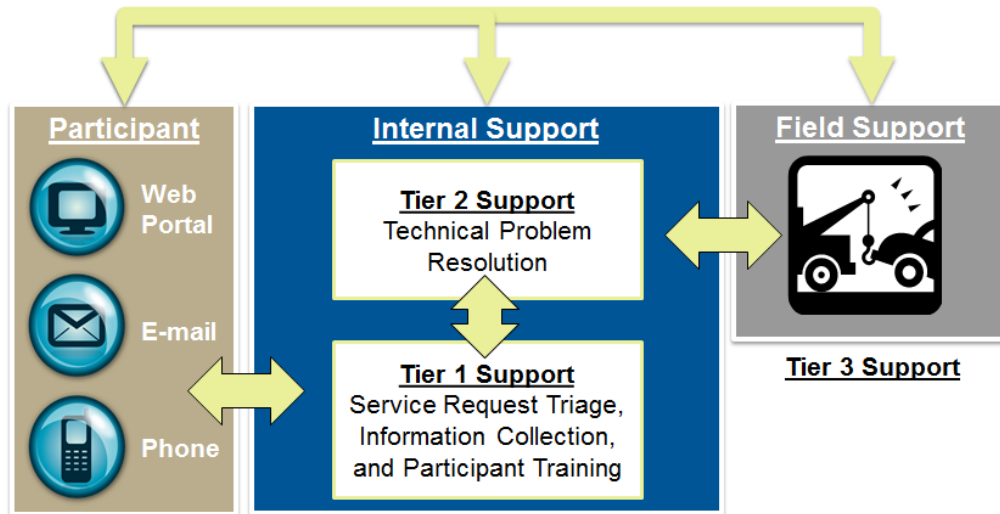 Participant
Web
Portal
E-mail
Phone
Internal Support
Tier 2 Support
Technical Problem
Resolution
Tier 1 Support
Service Request Triage,
Information Collection,
and Participant Training
Field Support
Tier 3 Support